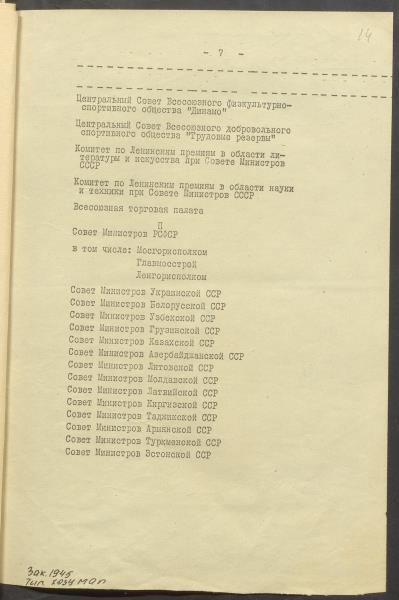 14
- 7 -
Центральный Совет Всесоюзного физкультурно-
спортивного общества "Динамо"
Центральный Совет Всесоюзного добровольного
спортивного общества "Трудовые резервы"
Комитет по Ленинским премиям в области ли-
тературы и искусства при Совете Министров
СССР
Комитет по Ленинским премиям в области науки
и техники при Совете Министров СССР
Всесоюзная торговая палата
П
Совет Министров РСФСР
в том числе: Мосгорисполком
Главмосстрой
Ленгорисполком
Совет Министров Украинской ССР
Совет Министров Белорусской ССР
Совет Министров Узбекской ССР
Совет Министров Грузинской ССР
Совет Министров Казахской ССР
Совет Министров Азербайджанской ССР
Совет Министров Литовской ССР
Совет Министров Молдавской ССР
Совет Министров Латвийской ССР
Совет Министров Киргизской ССР
Совет Министров Таджикской ССР
Совет Министров Армянской ССР
Совет Министров Туркменской ССР
Совет Министров Эстонской ССР
Зак. 1945
Тип. хозу МОП